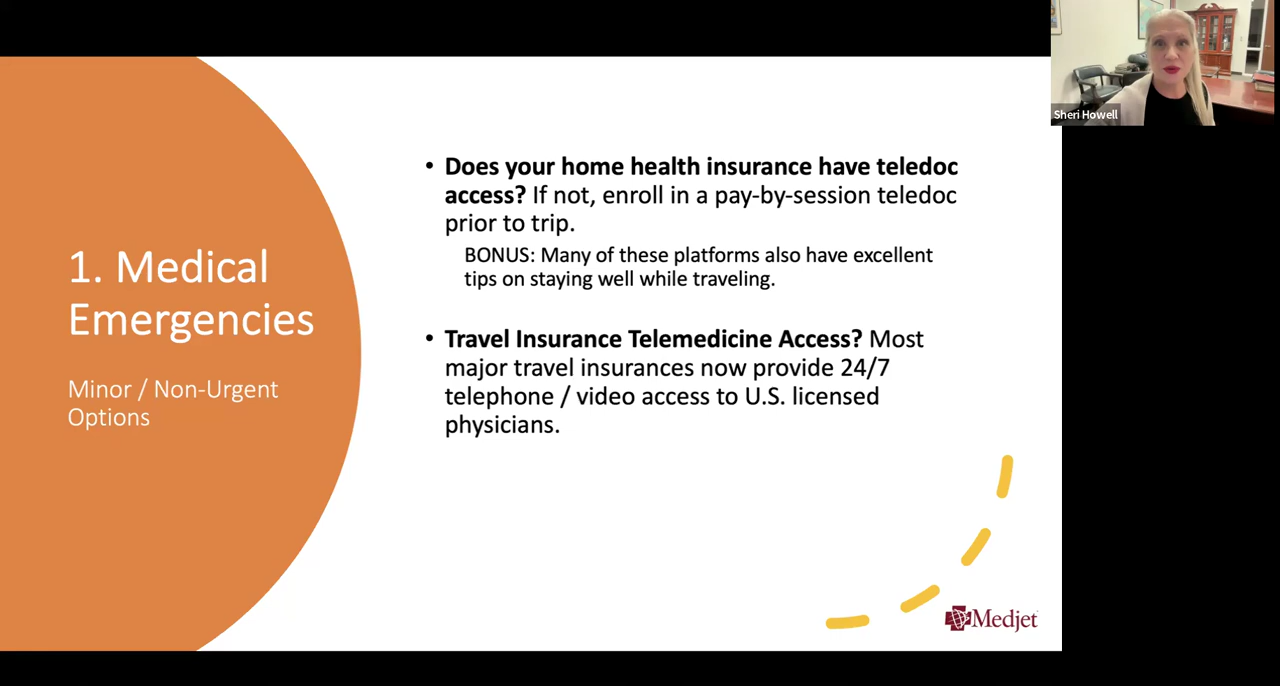 Sheri Howell
1. Medical
Emergencies
Minor / Non-Urgent
Options
• Does your home health insurance have teledoc
access? If not, enroll in a pay-by-session teledoc
prior to trip.
BONUS: Many of these platforms also have excellent
tips on staying well while traveling.
• Travel Insurance Telemedicine Access? Most
major travel insurances now provide 24/7
telephone / video access to U.S. licensed
physicians.
Medjet